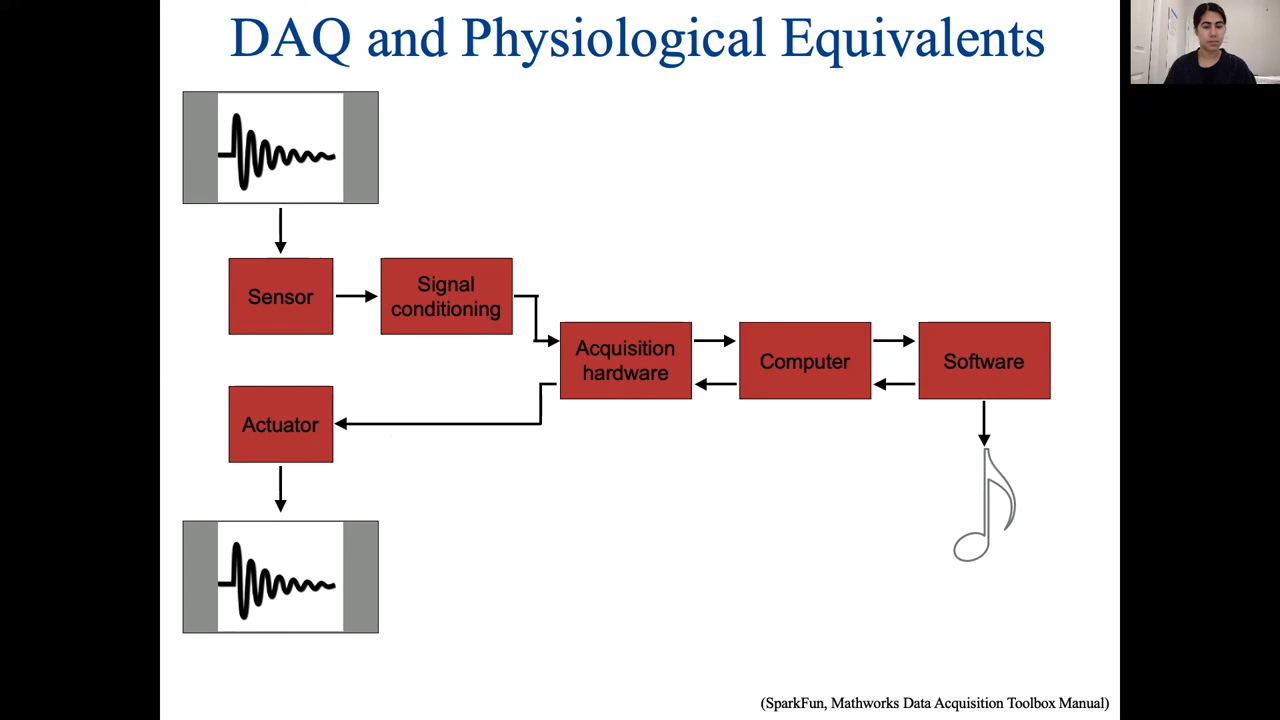 DAQ and Physiological Equivalents
Sensor
Signal
conditioning
Acquisition
hardware
Computer
Software
Actuator
(SparkFun, Mathworks Data Acquisition Toolbox Manual)